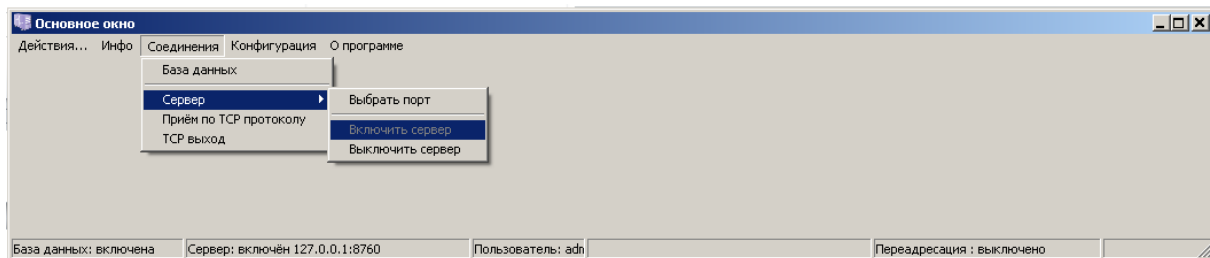 Основное окно
Действия... Инфо Соединения Конфигурация О программе
База данных
Сервер Выбрать порт
Приём по TCP протоколу Включить сервер
TCP выход Выключить сервер
База данных: включена Сервер: включён 127.0.0.1:8760 Пользователь: adm Переадресация : выключено